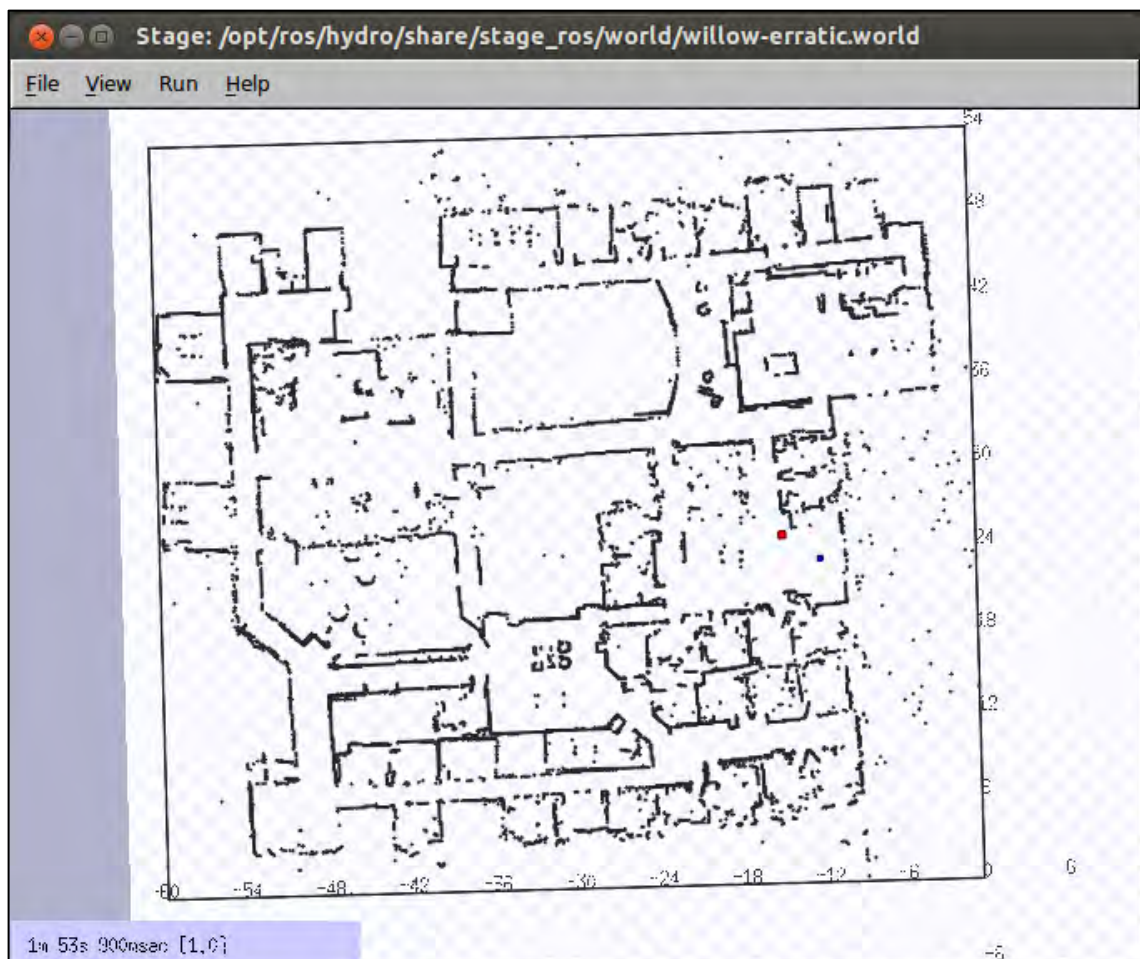 Stage: /opt/ros/hydro/share/stage_ros/world/willow-erratic.world
File View Run Help
54
48
42
36
30
24
18
12
6
-60 -54 -48 -42 -36 -30 -24 -18 -12 -6 0 6
-6
1m 53s 900msec [1.0]